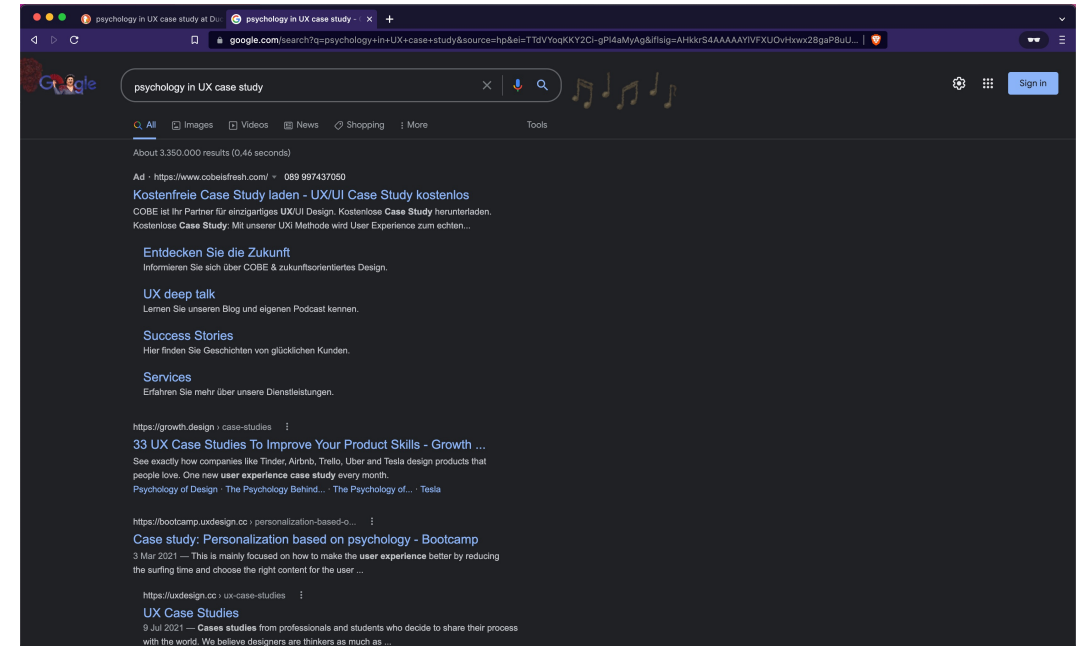 psychology in UX case study at Duc
psychology in UX case study - G
google.com/search?q=psychology+in+UX+case+study&source=hp&ei=TTdVYoqKKY2Ci-gPl4aMyAg&iflsig=AHkkrS4AAAAAYlVFXUOvHxwx28gaP8uU...
Google
psychology in UX case study
Sign in
All Images Videos News Shopping More Tools
About 3.350.000 results (0,46 seconds)
Ad · https://www.cobeisfresh.com/ 089 997437050
Kostenfreie Case Study laden - UX/UI Case Study kostenlos
COBE ist Ihr Partner für einzigartiges UX/UI Design. Kostenlose Case Study herunterladen.
Kostenlose Case Study: Mit unserer UXi Methode wird User Experience zum echten...
Entdecken Sie die Zukunft
Informieren Sie sich über COBE & zukunftsorientiertes Design.
UX deep talk
Lernen Sie unseren Blog und eigenen Podcast kennen.
Success Stories
Hier finden Sie Geschichten von glücklichen Kunden.
Services
Erfahren Sie mehr über unsere Dienstleistungen.
https://growth.design › case-studies
33 UX Case Studies To Improve Your Product Skills - Growth ...
See exactly how companies like Tinder, Airbnb, Trello, Uber and Tesla design products that
people love. One new user experience case study every month.
Psychology of Design · The Psychology Behind... · The Psychology of... · Tesla
https://bootcamp.uxdesign.cc › personalization-based-o...
Case study: Personalization based on psychology - Bootcamp
3 Mar 2021 — This is mainly focused on how to make the user experience better by reducing
the surfing time and choose the right content for the user ...
https://uxdesign.cc › ux-case-studies
UX Case Studies
9 Jul 2021 — Cases studies from professionals and students who decide to share their process
with the world. We believe designers are thinkers as much as ...